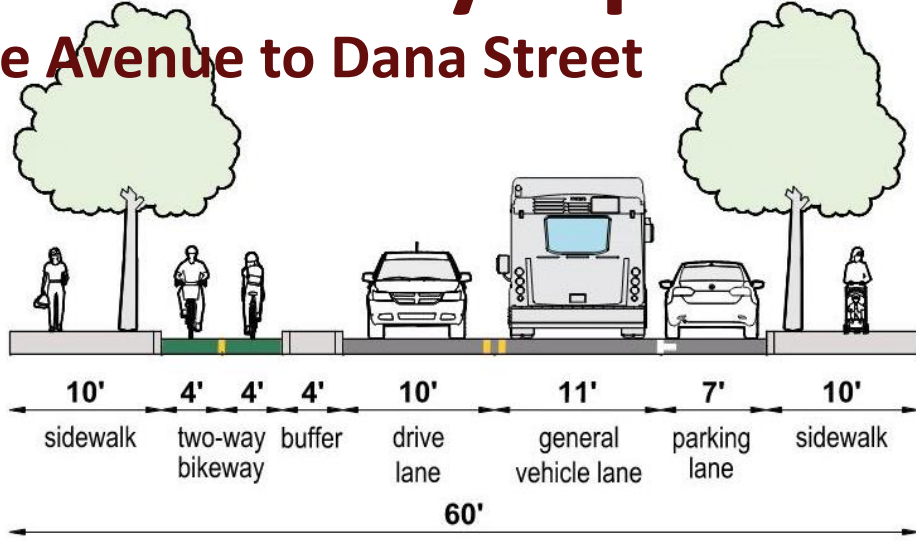 e Avenue to Dana Street
10' 4' 4' 4' 10' 11' 7' 10'
sidewalk two-way buffer drive general parking sidewalk
bikeway lane vehicle lane lane
60'